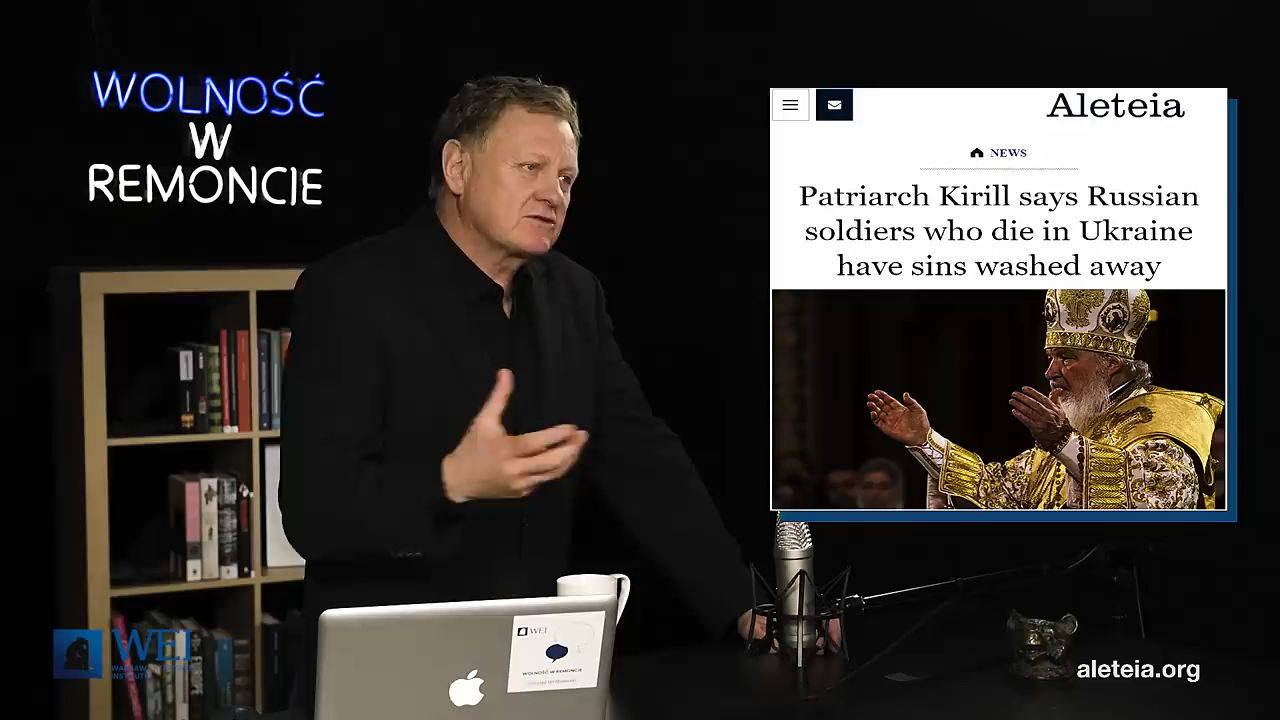 WOLNOŚĆ
W
REMONCIE
Aleteia
NEWS
Patriarch Kirill says Russian
soldiers who die in Ukraine
have sins washed away
WEI
WEI
WOLNOŚĆ W REMONCIE
aleteia.org